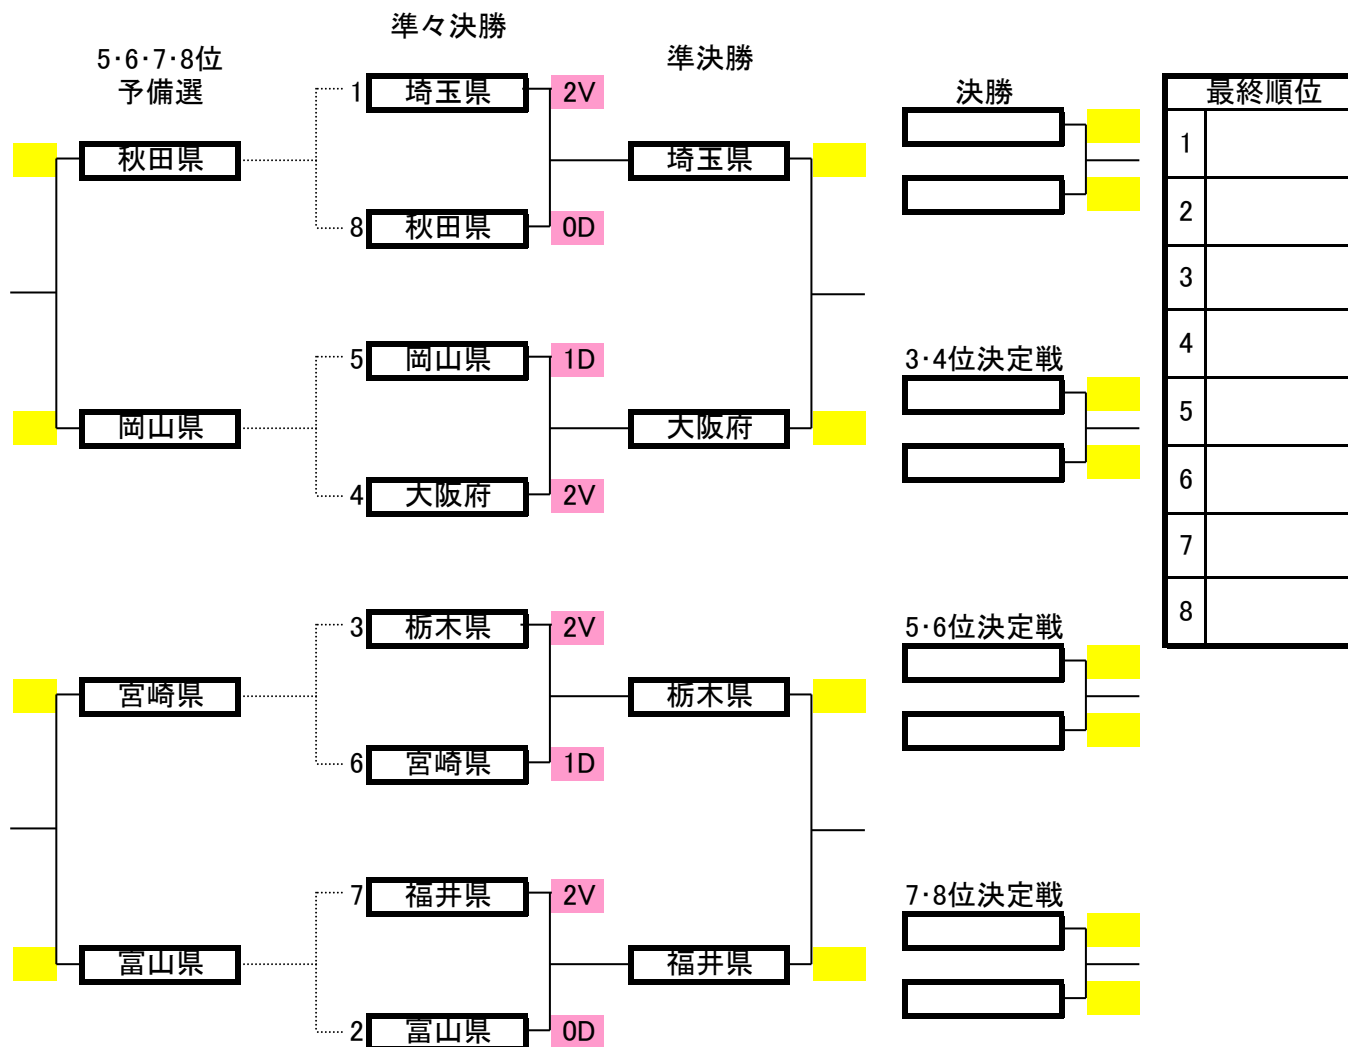 準々決勝
5・6・7・8位
予備選
準決勝
決勝
最終順位
1 埼玉県 2V
秋田県
埼玉県
8 秋田県 0D
5 岡山県 1D
岡山県
大阪府
4 大阪府 2V
3・4位決定戦
3 栃木県 2V
宮崎県
栃木県
6 宮崎県 1D
5・6位決定戦
7 福井県 2V
富山県
福井県
2 富山県 0D
7・8位決定戦
1
2
3
4
5
6
7
8